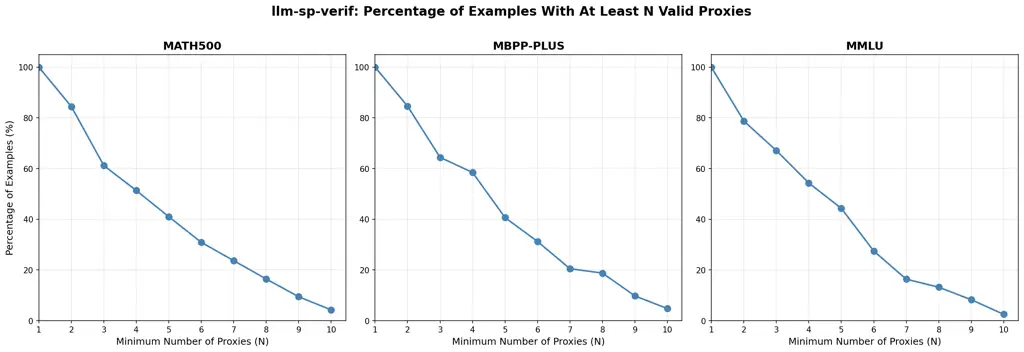 llm-sp-verif: Percentage of Examples With At Least N Valid Proxies
MATH500
Percentage of Examples (%)
100
80
60
40
20
0
1 2 3 4 5 6 7 8 9 10
Minimum Number of Proxies (N)
MBPP-PLUS
100
80
60
40
20
0
1 2 3 4 5 6 7 8 9 10
Minimum Number of Proxies (N)
MMLU
100
80
60
40
20
0
1 2 3 4 5 6 7 8 9 10
Minimum Number of Proxies (N)